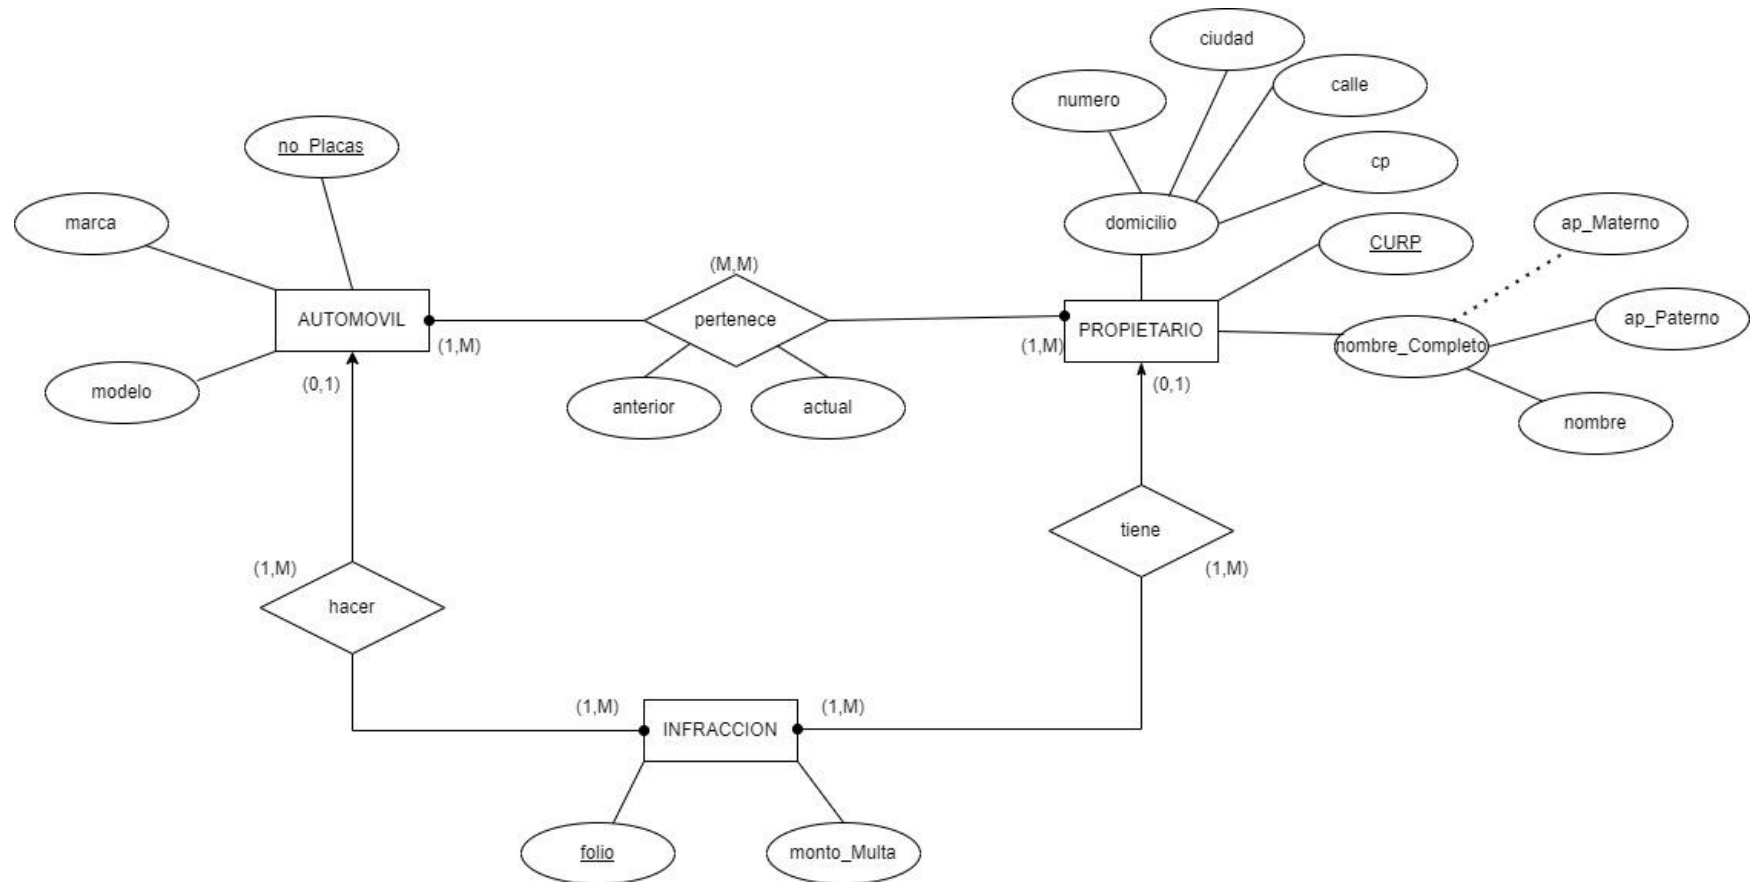 ciudad
calle
numero
no_Placas
cp
marca
domicilio
ap_Materno
CURP
(M,M)
AUTOMOVIL
pertenece
PROPIETARIO
ap_Paterno
(1,M)
(1,M)
nombre_Completo
(0,1)
(0,1)
modelo
anterior
actual
nombre
tiene
(1,M)
(1,M)
hacer
(1,M)
(1,M)
INFRACCION
folio
monto_Multa